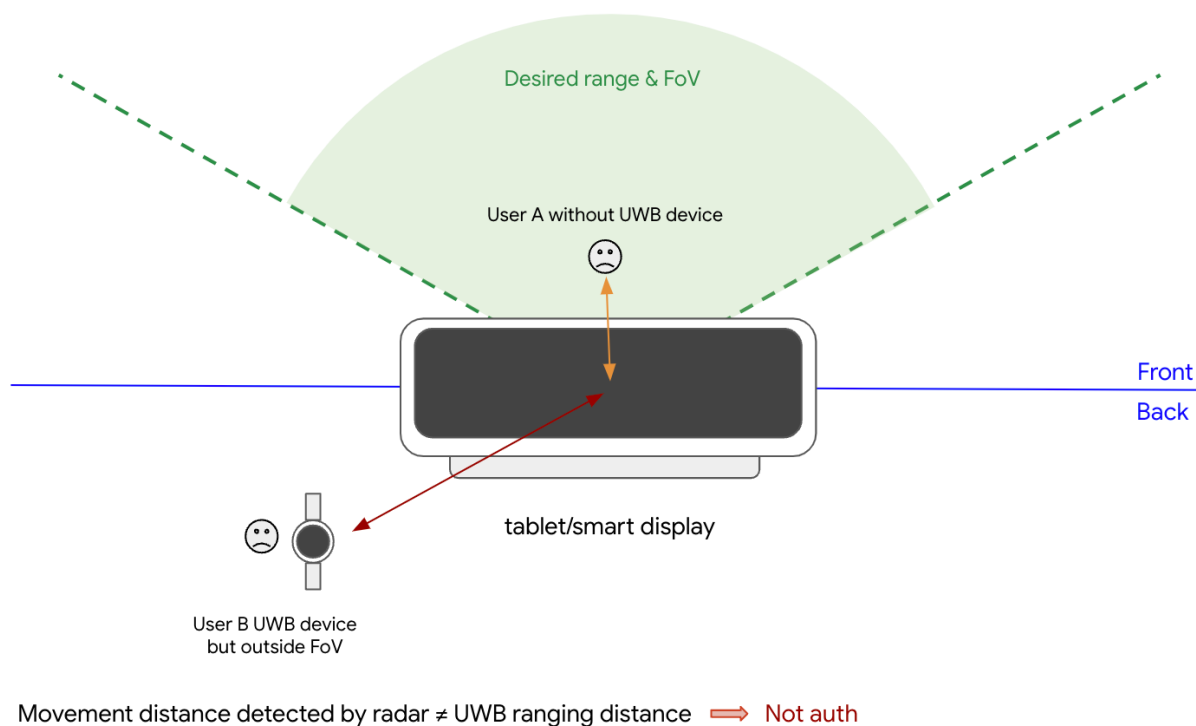 Desired range & FoV
User A without UWB device
Front
Back
tablet/smart display
User B UWB device
but outside FoV
Movement distance detected by radar ≠ UWB ranging distance ⇨ Not auth